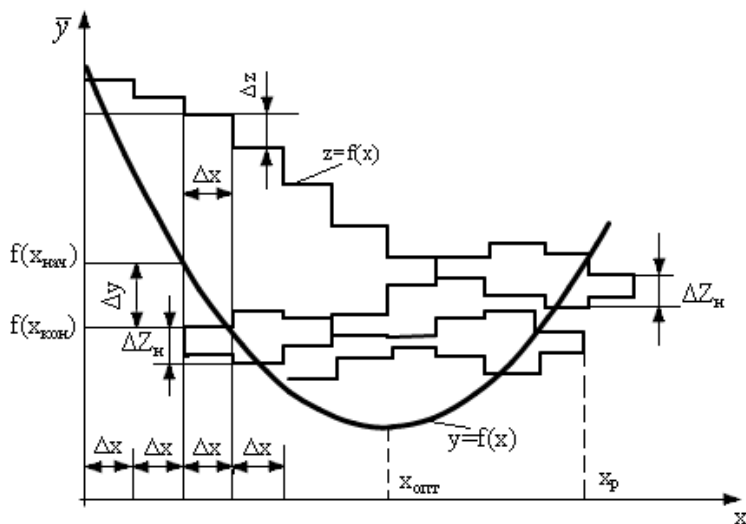 ȳ
Δz
z=f(x)
Δx
f(xнач)
Δy
ΔZн
f(xкон)
ΔZн
y=f(x)
Δx Δx Δx Δx
xопт
xр
x